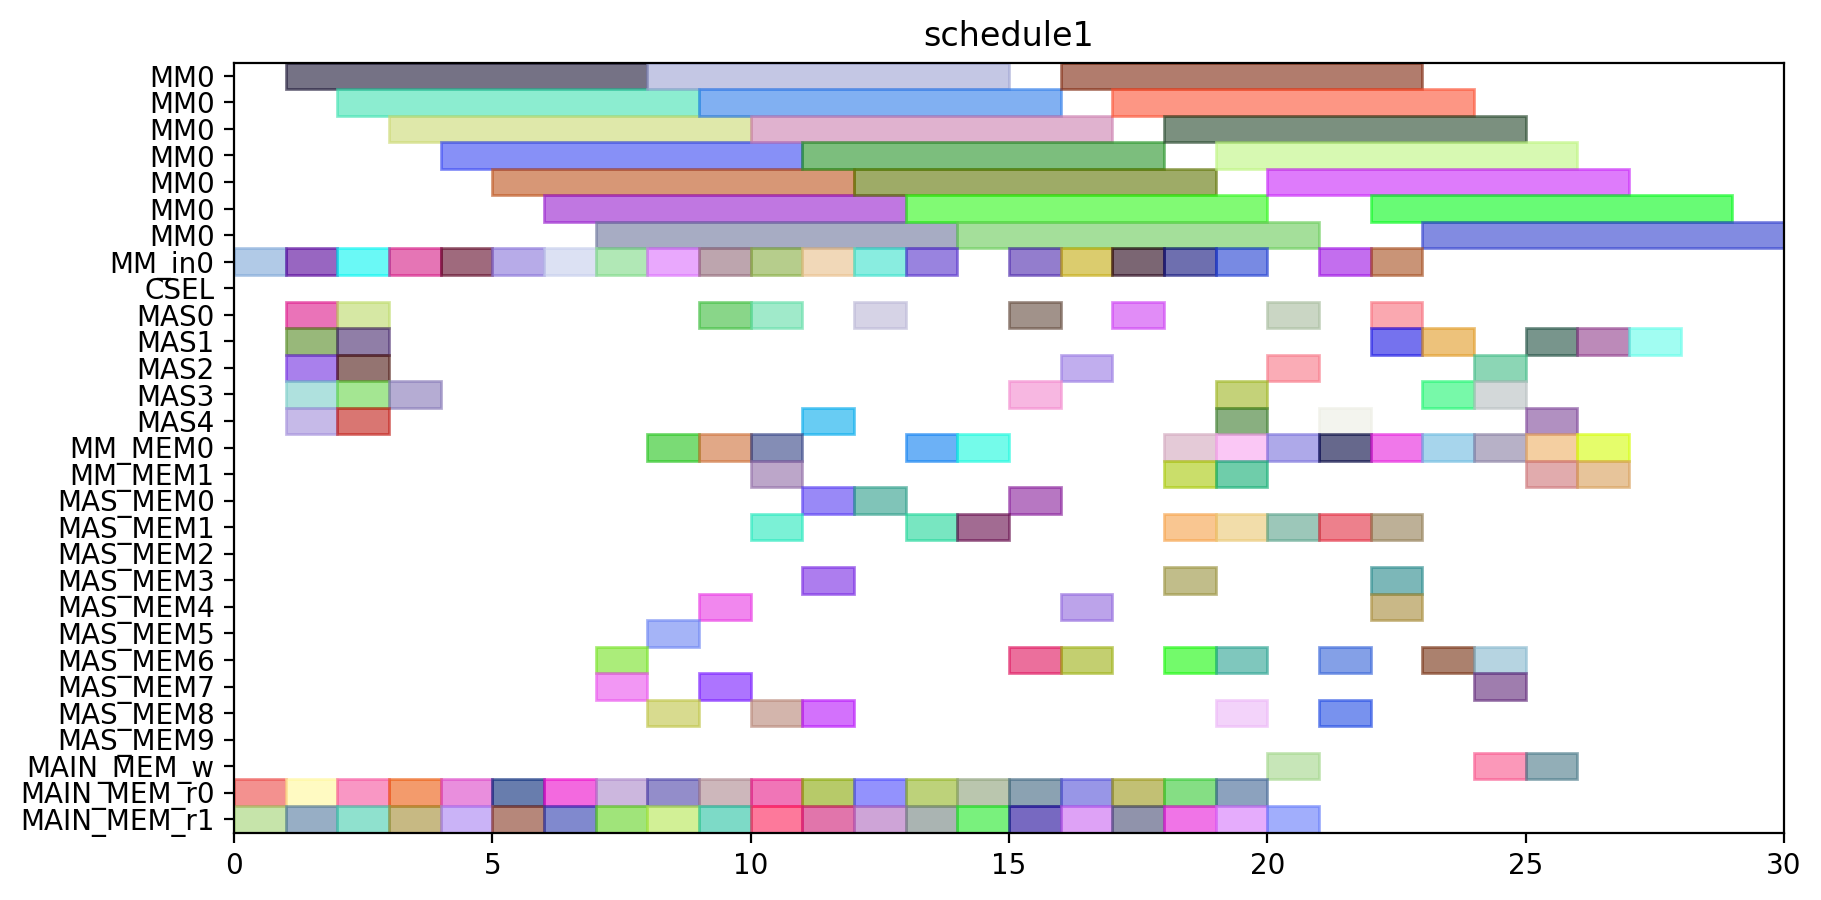 schedule1
MM0
MM0
MM0
MM0
MM0
MM0
MM0
MM_in0
CSEL
MAS0
MAS1
MAS2
MAS3
MAS4
MM_MEM0
MM_MEM1
MAS_MEM0
MAS_MEM1
MAS_MEM2
MAS_MEM3
MAS_MEM4
MAS_MEM5
MAS_MEM6
MAS_MEM7
MAS_MEM8
MAS_MEM9
MAIN_MEM_w
MAIN_MEM_r0
MAIN_MEM_r1
0 5 10 15 20 25 30